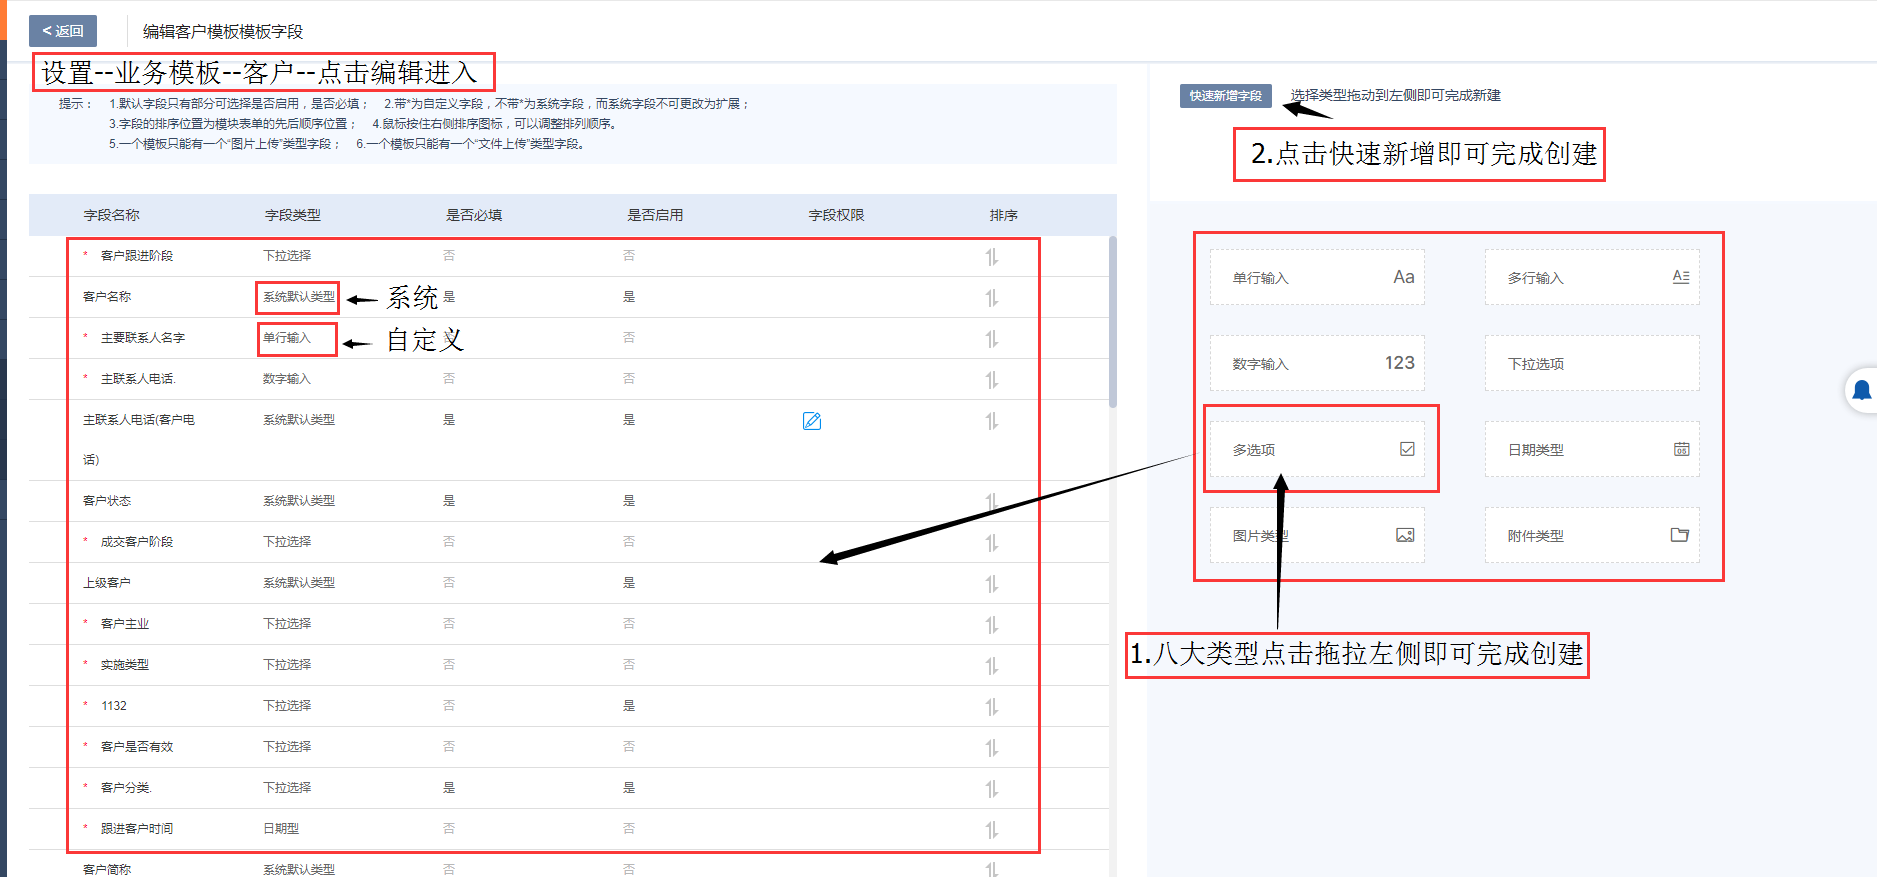 < 返回
编辑客户模板模板字段
设置--业务模板--客户--点击编辑进入
提示： 1.默认字段只有部分可选择是否启用，是否必填； 2.带*为自定义字段，不带*为系统字段，而系统字段不可更改为扩展；
3.字段的排序位置为模块表单的先后顺序位置； 4.鼠标按住右侧排序图标，可以调整排列顺序。
5.一个模板只能有一个“图片上传”类型字段； 6.一个模板只能有一个“文件上传”类型字段。
字段名称 字段类型 是否必填 是否启用 字段权限 排序
* 客户跟进阶段 下拉选择 否 否
客户名称 系统默认类型 系统 是 是
* 主要联系人名字 单行输入 自定义 否
* 主联系人电话. 数字输入 否 否
主联系人电话(客户电 系统默认类型 是 是
话)
客户状态 系统默认类型 是 是
* 成交客户阶段 下拉选择 否 否
上级客户 系统默认类型 否 是
* 客户主业 下拉选择 否 否
* 实施类型 下拉选择 否 否
* 1132 下拉选择 否 是
* 客户是否有效 下拉选择 否 否
* 客户分类. 下拉选择 是 是
* 跟进客户时间 日期型 否 否
客户简称 系统默认类型 否 否
快速新增字段 选择类型拖动到左侧即可完成新建
2.点击快速新增即可完成创建
单行输入 Aa 多行输入 A
数字输入 123 下拉选项
多选项 日期类型 05
图片类型 附件类型
1.八大类型点击拖拉左侧即可完成创建